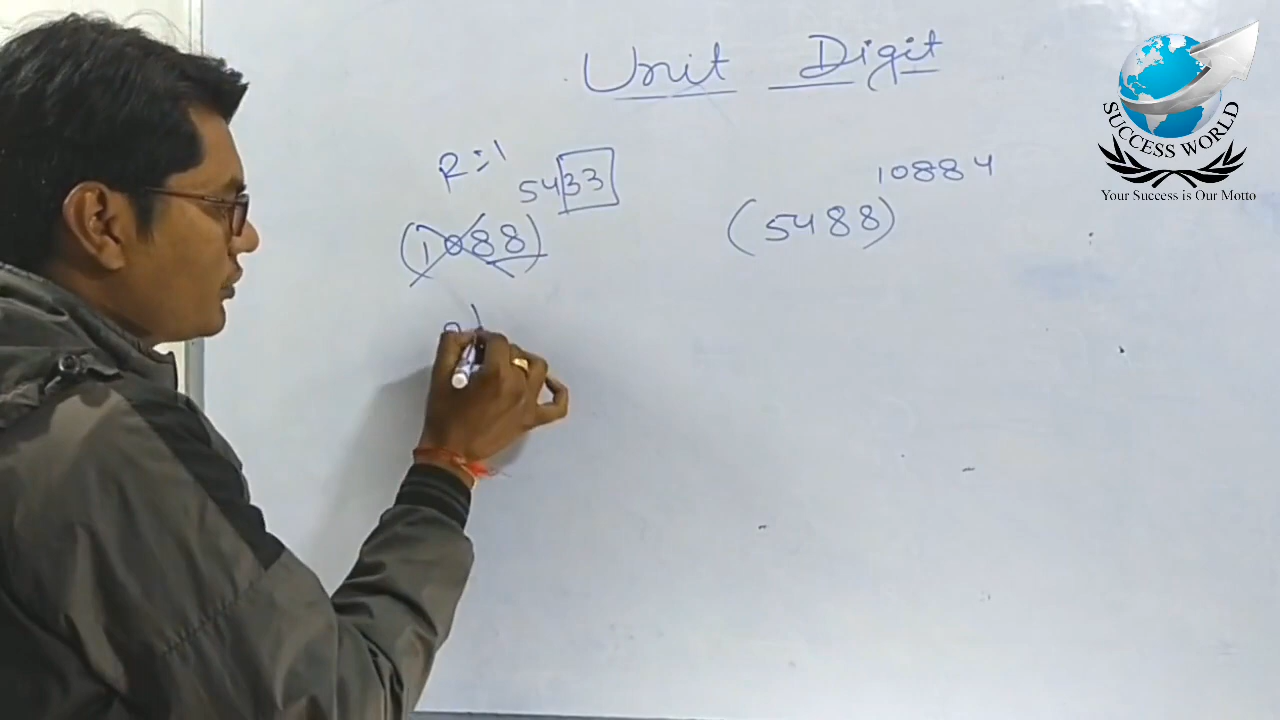 Unit Digit
R=1
5433
(1088)
10884
(5488)
SUCCESS WORLD
Your Success is Our Motto